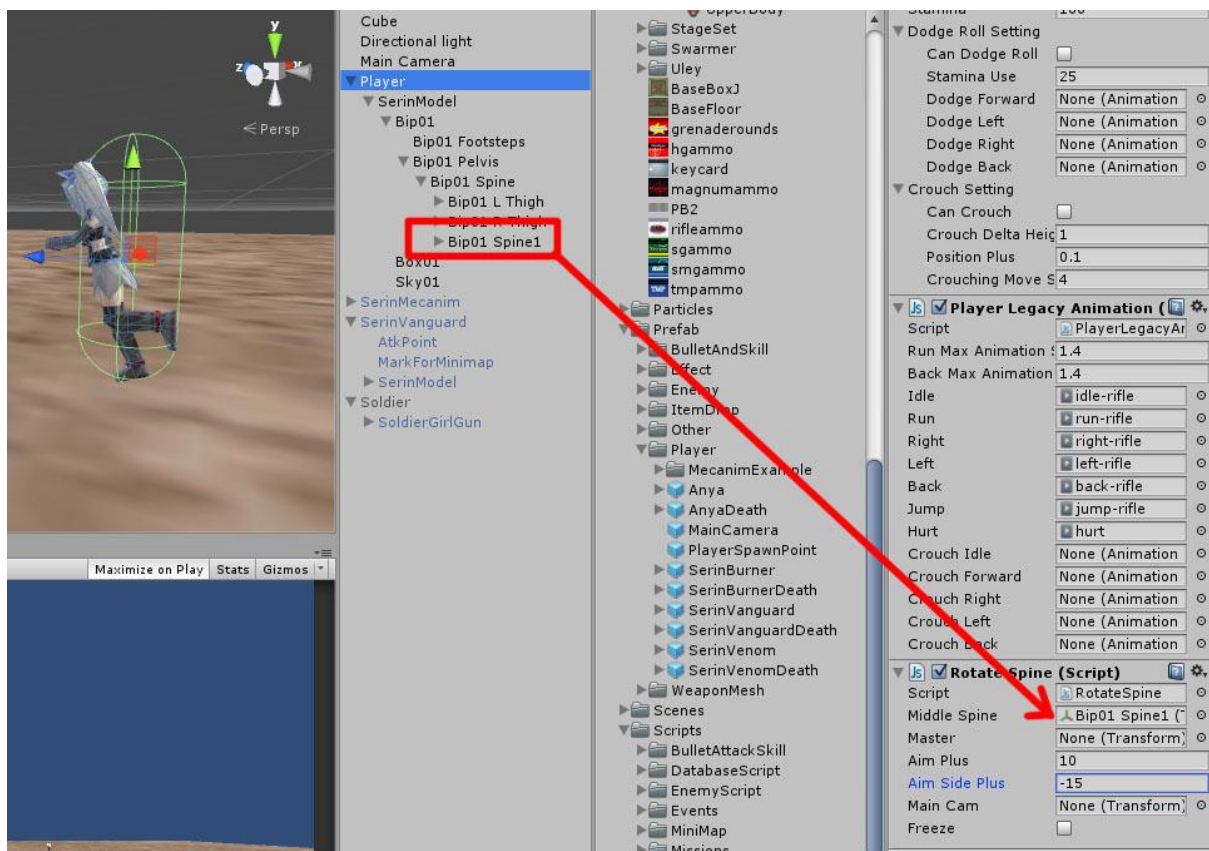 y
z
Persp
Maximize on Play
Stats
Gizmos
Cube
Directional light
Main Camera
Player
SerinModel
Bip01
Bip01 Footsteps
Bip01 Pelvis
Bip01 Spine
Bip01 L Thigh
Bip01 R Thigh
Bip01 Spine1
Box01
Sky01
SerinMecanim
SerinVanguard
AtkPoint
MarkForMinimap
SerinModel
Soldier
SoldierGirlGun
UpperBody
StageSet
Swarmer
Uley
BaseBoxJ
BaseFloor
grenaderounds
hgammo
keycard
magnumammo
PB2
rifleammo
sgammo
smgammo
tmpammo
Particles
Prefab
BulletAndSkill
Effect
Enemy
ItemDrop
Other
Player
MecanimExample
Anya
AnyaDeath
MainCamera
PlayerSpawnPoint
SerinBurner
SerinBurnerDeath
SerinVanguard
SerinVanguardDeath
SerinVenom
SerinVenomDeath
WeaponMesh
Scenes
Scripts
BulletAttackSkill
DatabaseScript
EnemyScript
Events
MiniMap
Missions
Stamina 100
Dodge Roll Setting
Can Dodge Roll
Stamina Use 25
Dodge Forward None (Animation
Dodge Left None (Animation
Dodge Right None (Animation
Dodge Back None (Animation
Crouch Setting
Can Crouch
Crouch Delta Heig 1
Position Plus 0.1
Crouching Move S 4
Js Player Legacy Animation (
Script PlayerLegacyAr
Run Max Animation S 1.4
Back Max Animation 1.4
Idle idle-rifle
Run run-rifle
Right right-rifle
Left left-rifle
Back back-rifle
Jump jump-rifle
Hurt hurt
Crouch Idle None (Animation
Crouch Forward None (Animation
Crouch Right None (Animation
Crouch Left None (Animation
Crouch Back None (Animation
Js Rotate Spine (Script)
Script RotateSpine
Middle Spine Bip01 Spine1 (
Master None (Transform)
Aim Plus 10
Aim Side Plus -15
Main Cam None (Transform)
Freeze